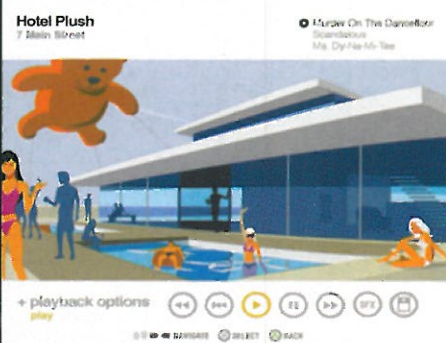 Hotel Plush
7 Main Street
Murder On The Dancefloor
Scandalous
Ms. Dy-Na-Mi-Tee
+ playback options
play
SFX
NAVIGATE SELECT BACK